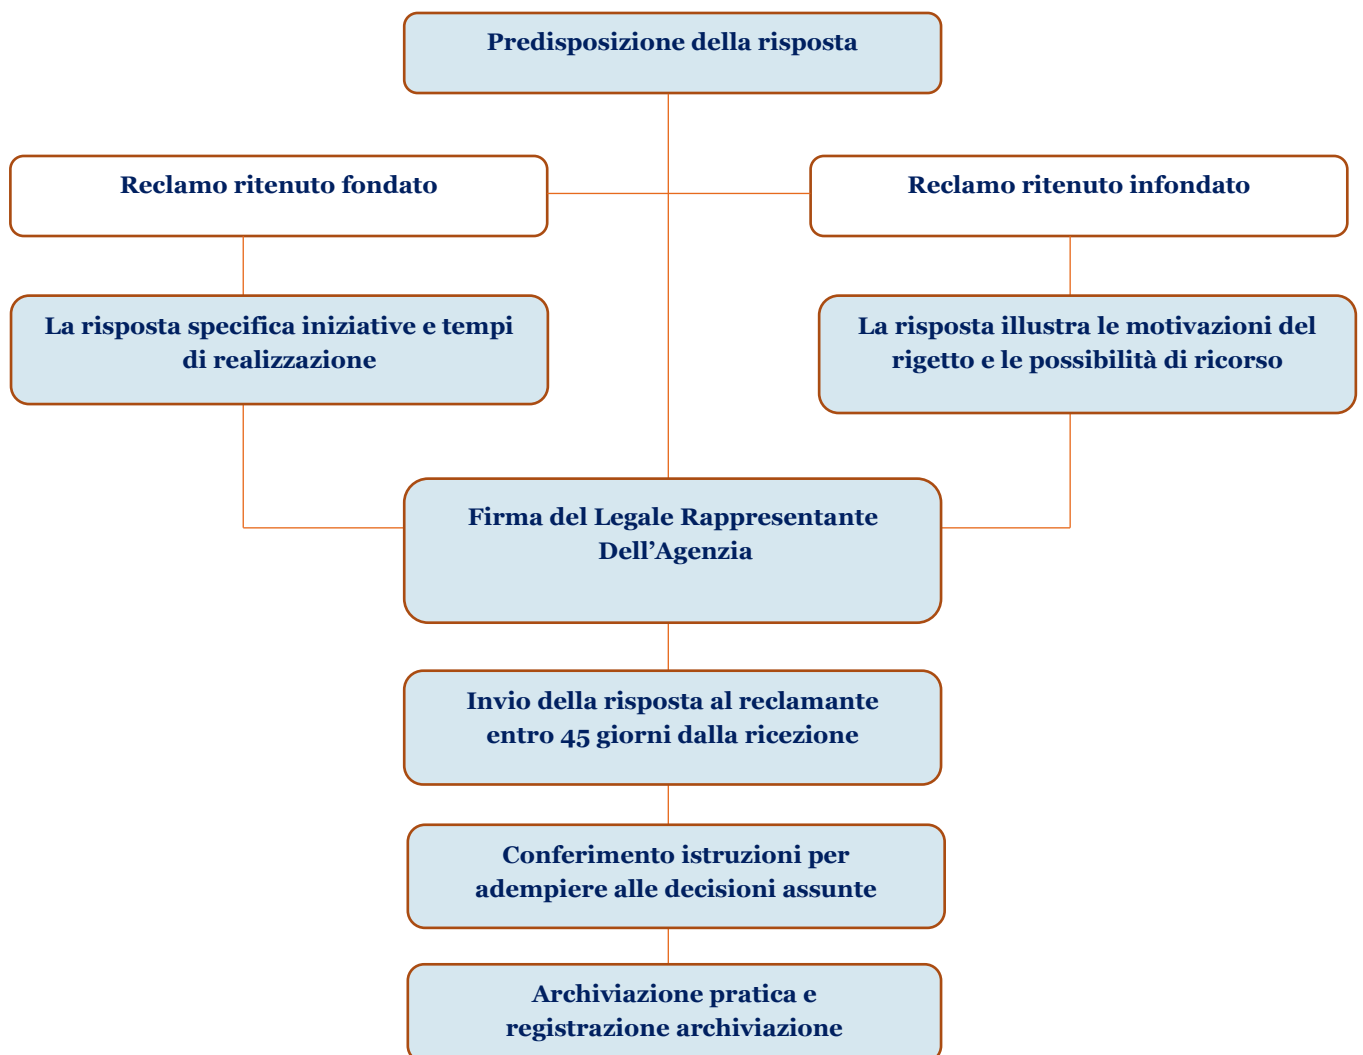 Predisposizione della risposta
Reclamo ritenuto fondato
Reclamo ritenuto infondato
La risposta specifica iniziative e tempi
di realizzazione
La risposta illustra le motivazioni del
rigetto e le possibilità di ricorso
Firma del Legale Rappresentante
Dell’Agenzia
Invio della risposta al reclamante
entro 45 giorni dalla ricezione
Conferimento istruzioni per
adempiere alle decisioni assunte
Archiviazione pratica e
registrazione archiviazione